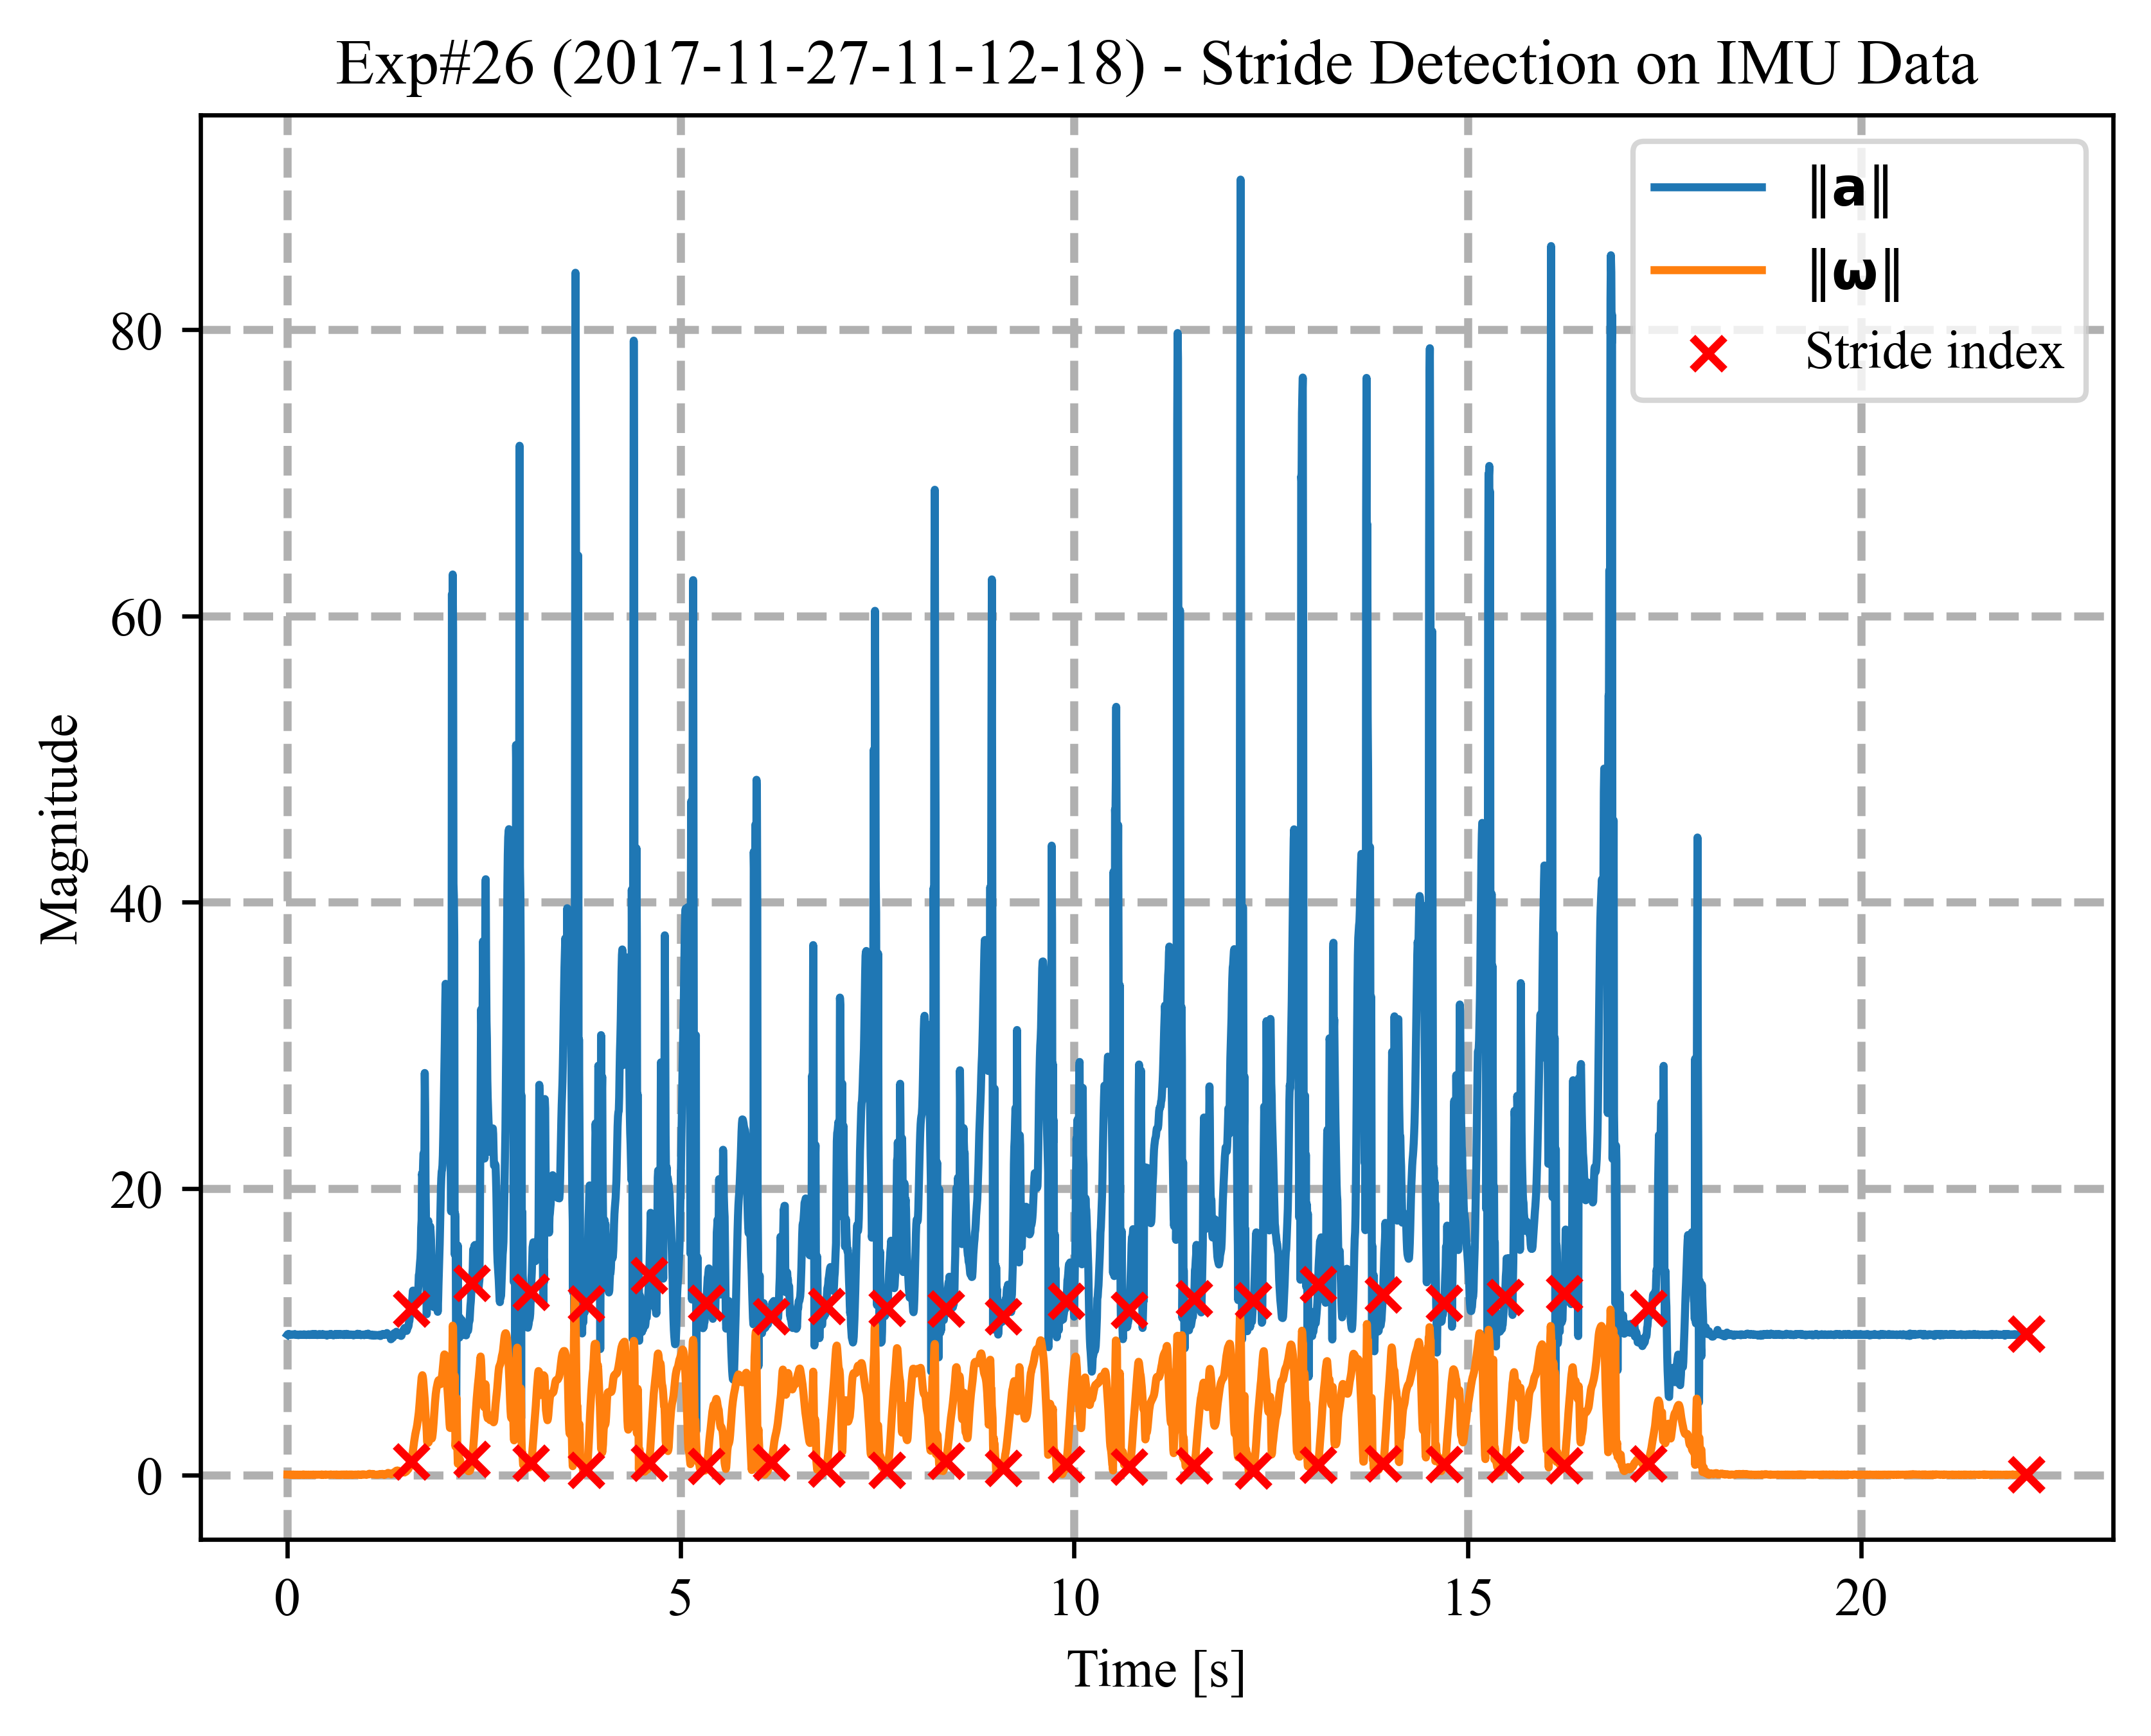 Exp#26 (2017-11-27-11-12-18) - Stride Detection on IMU Data
‖a‖
‖ω‖
Stride index
80
60
40
20
0
Magnitude
0 5 10 15 20
Time [s]